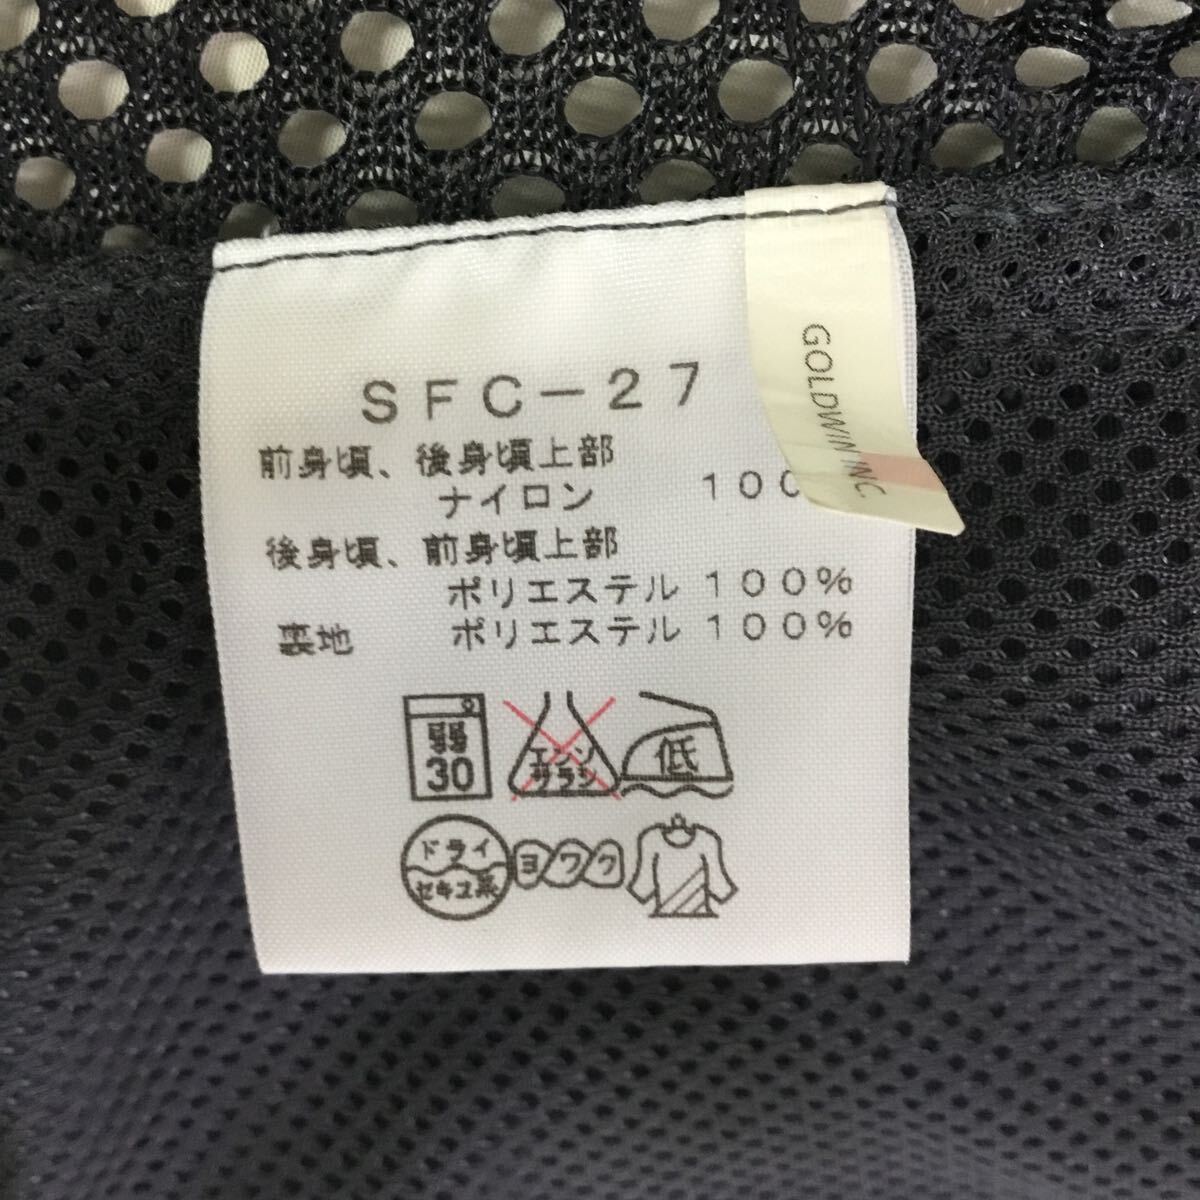 GOLDWIN INC
SFC-27
前身頃、後身頃上部
ナイロン 100
後身頃、前身頃上部
ポリエステル 100%
裏地 ポリエステル 100%
弱
30
エンソ
サラシ
低
ドライ
セキユ系
ヨワク